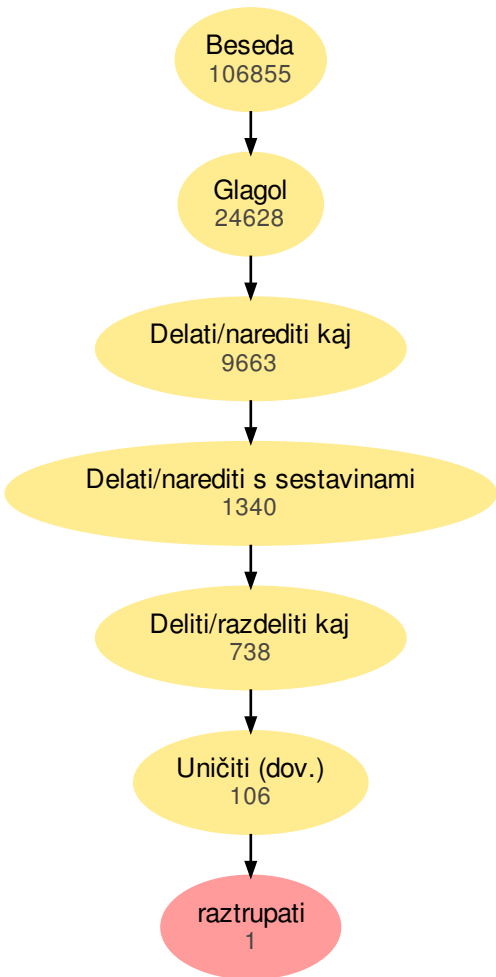 Beseda
106855
Glagol
24628
Delati/narediti kaj
9663
Delati/narediti s sestavinami
1340
Deliti/razdeliti kaj
738
Uničiti (dov.)
106
raztrupati
1